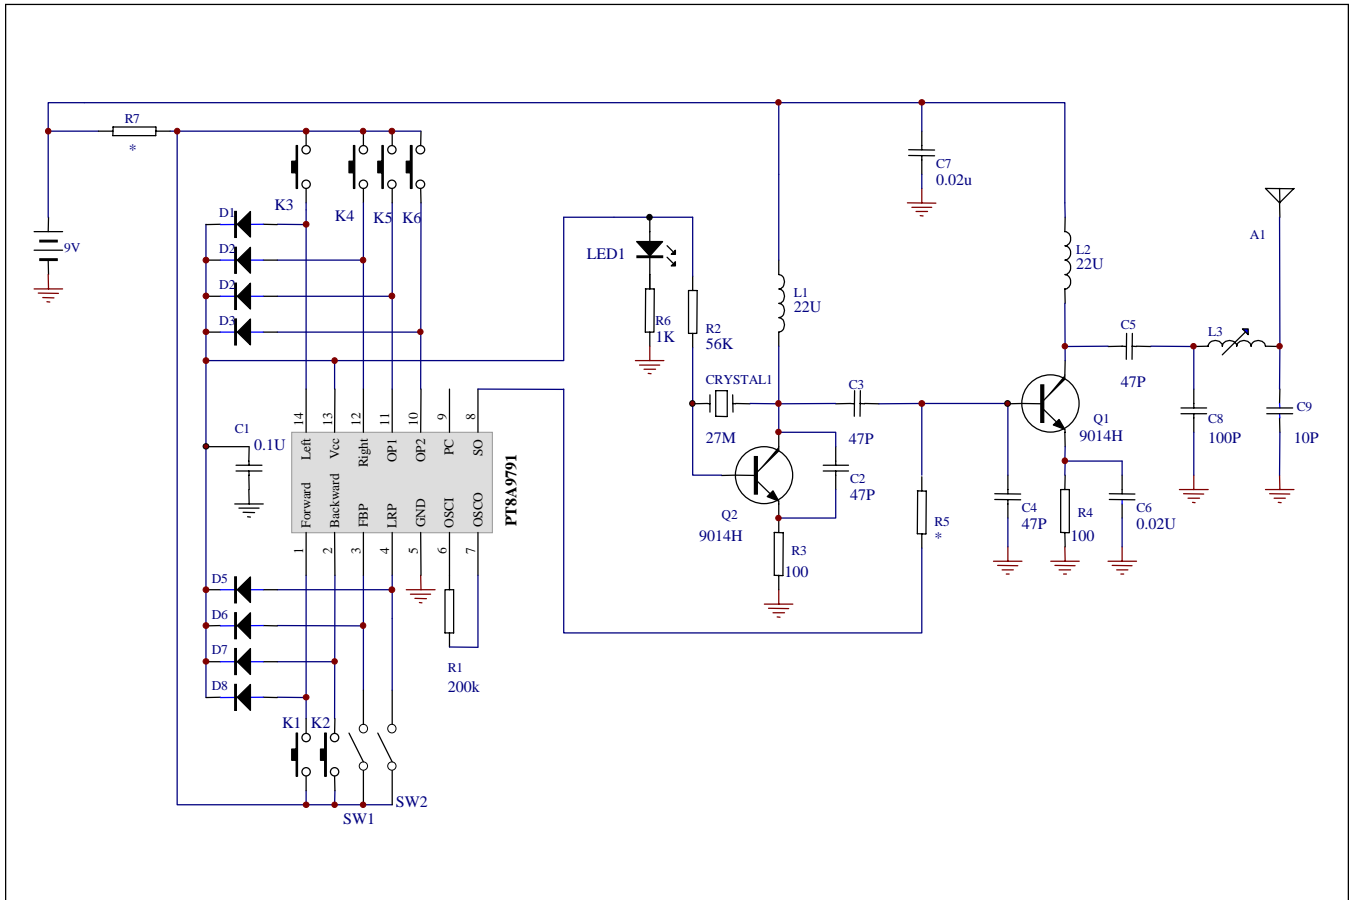 R7
*
9V
K3
K4
K5
K6
D1
D2
D2
D3
C7
0.02u
LED1
R6
1K
R2
56K
L1
22U
L2
22U
A1
C5
47P
L3
CRYSTAL1
27M
C3
47P
Q1
9014H
C8
100P
C9
10P
C1
0.1U
14
13
12
11
10
9
8
Left
Vcc
Right
OP1
OP2
PC
SO
Forward
Backward
FBP
LRP
GND
OSCI
OSCO
PT8A9791
1
2
3
4
5
6
7
C2
47P
Q2
9014H
R3
100
R5
*
C4
47P
R4
100
C6
0.02U
D5
D6
D7
D8
R1
200k
K1
K2
SW1
SW2